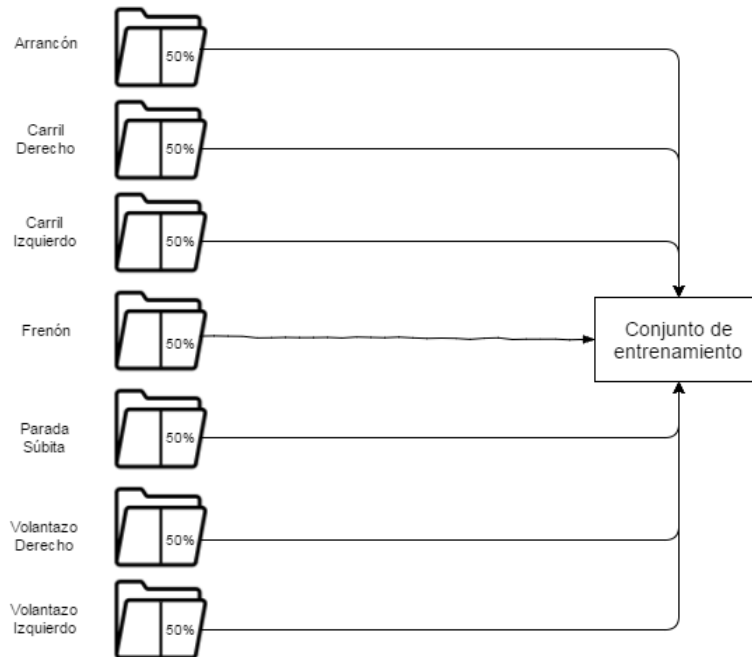 Arrancón
50%
Carril
Derecho
50%
Carril
Izquierdo
50%
Frenón
50%
Conjunto de
entrenamiento
Parada
Súbita
50%
Volantazo
Derecho
50%
Volantazo
Izquierdo
50%